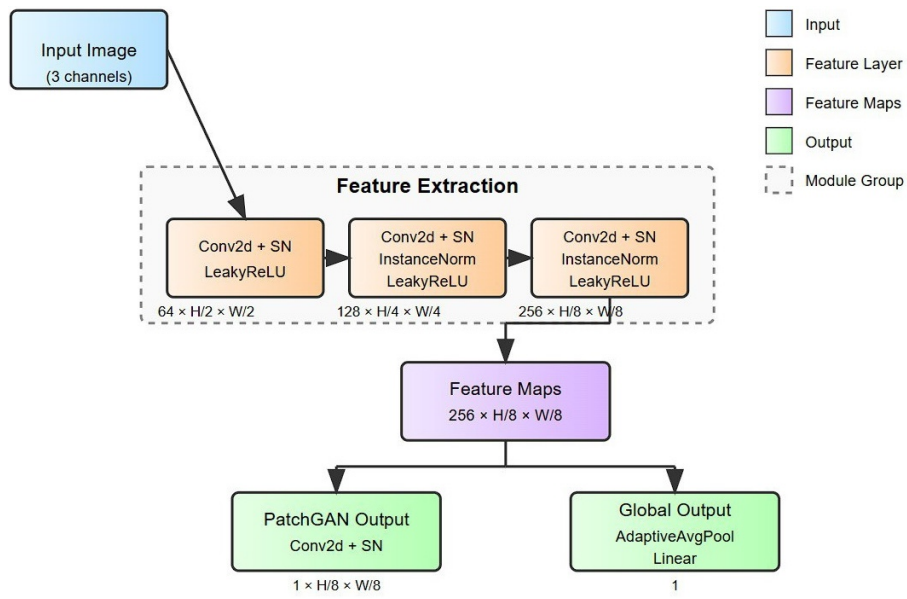 Input Image
(3 channels)
Input
Feature Layer
Feature Maps
Output
Module Group
Feature Extraction
Conv2d + SN
LeakyReLU
64 × H/2 × W/2
Conv2d + SN
InstanceNorm
LeakyReLU
128 × H/4 × W/4
Conv2d + SN
InstanceNorm
LeakyReLU
256 × H/8 × W/8
Feature Maps
256 × H/8 × W/8
PatchGAN Output
Conv2d + SN
1 × H/8 × W/8
Global Output
AdaptiveAvgPool
Linear
1